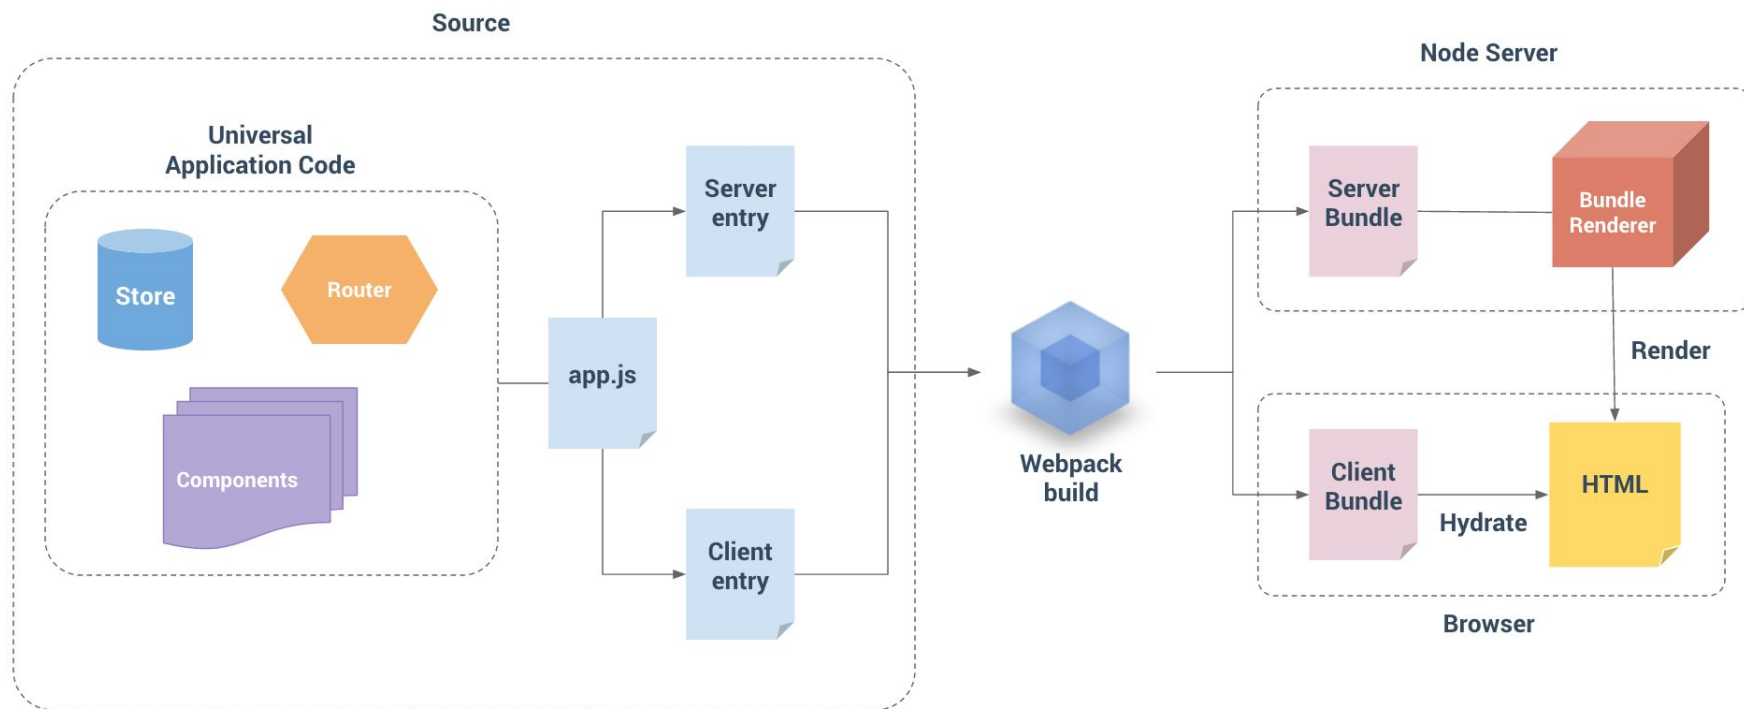 Source
Universal
Application Code
Store
Router
Components
app.js
Server
entry
Client
entry
Webpack
build
Node Server
Server
Bundle
Bundle
Renderer
Render
Client
Bundle
Hydrate
HTML
Browser